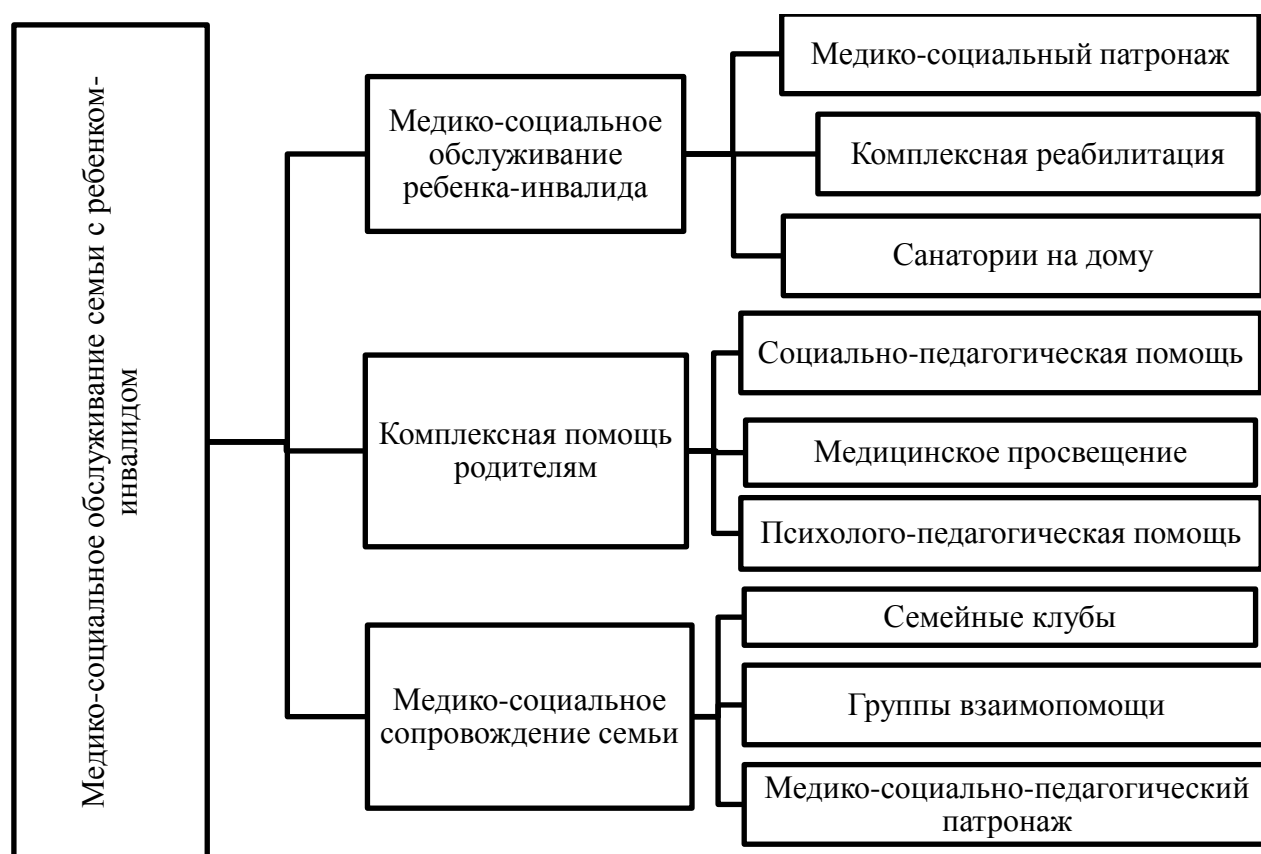 Медико-социальное обслуживание семьи с ребенком-
инвалидом
Медико-социальное
обслуживание
ребенка-инвалида
Медико-социальный патронаж
Комплексная реабилитация
Санатории на дому
Комплексная помощь
родителям
Социально-педагогическая помощь
Медицинское просвещение
Психолого-педагогическая помощь
Медико-социальное
сопровождение семьи
Семейные клубы
Группы взаимопомощи
Медико-социально-педагогический
патронаж